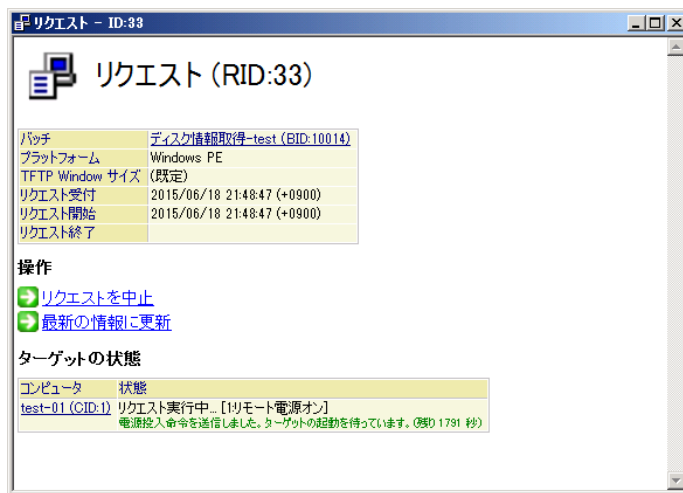 リクエスト - ID:33
リクエスト (RID:33)
バッチ ディスク情報取得-test (BID:10014)
プラットフォーム Windows PE
TFTP Window サイズ (既定)
リクエスト受付 2015/06/18 21:48:47 (+0900)
リクエスト開始 2015/06/18 21:48:47 (+0900)
リクエスト終了
操作
リクエストを中止
最新の情報に更新
ターゲットの状態
コンピュータ 状態
test-01 (CID:1) リクエスト実行中... [1:リモート電源オン]
電源投入命令を送信しました。ターゲットの起動を待っています。(残り 1791 秒)